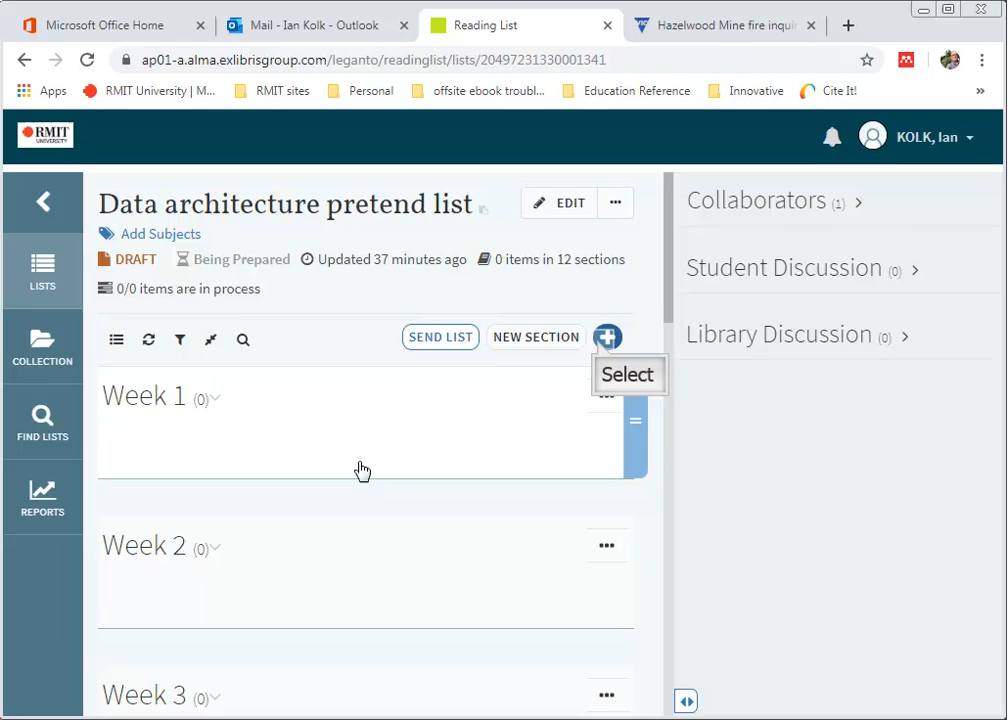 Microsoft Office Home
Mail - Ian Kolk - Outlook
Reading List
Hazelwood Mine fire inquir
ap01-a.alma.exlibrisgroup.com/leganto/readinglist/lists/20497231330001341
Apps
RMIT University | M...
RMIT sites
Personal
offsite ebook troubl...
Education Reference
Innovative
Cite It!
RMIT
UNIVERSITY
KOLK, Ian
Data architecture pretend list
EDIT
Add Subjects
DRAFT
Being Prepared
Updated 37 minutes ago
0 items in 12 sections
0/0 items are in process
LISTS
COLLECTION
FIND LISTS
REPORTS
SEND LIST
NEW SECTION
Select
Week 1 (0)
Week 2 (0)
Week 3 (0)
Collaborators (1)
Student Discussion (0)
Library Discussion (0)